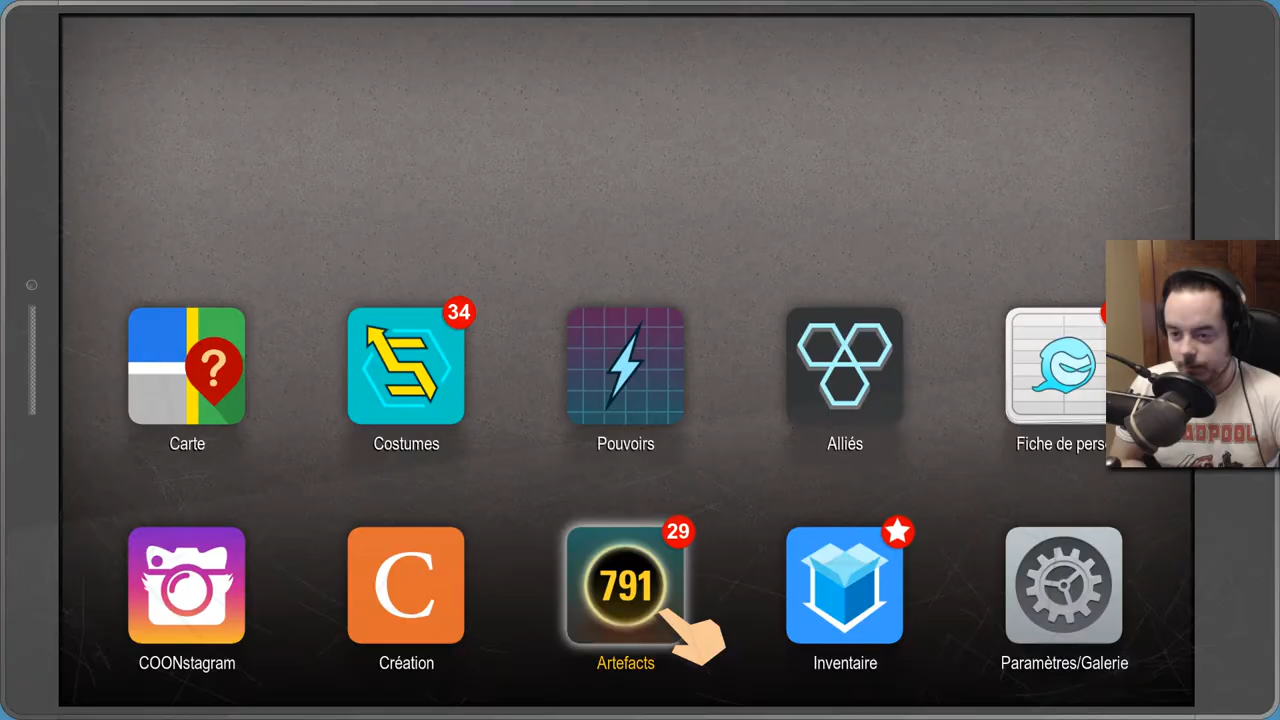 34
?
Carte
Costumes
Pouvoirs
Alliés
Fiche de pers
29
C
791
COONstagram
Création
Artefacts
Inventaire
Paramètres/Galerie